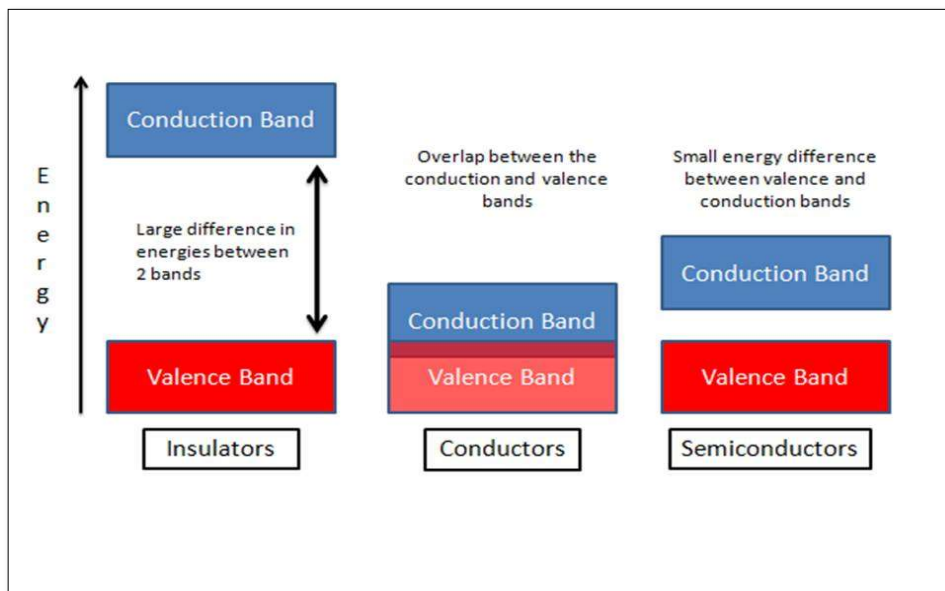 Energy
Conduction Band
Large difference in
energies between
2 bands
Valence Band
Insulators
Overlap between the
conduction and valence
bands
Conduction Band
Valence Band
Conductors
Small energy difference
between valence and
conduction bands
Conduction Band
Valence Band
Semiconductors